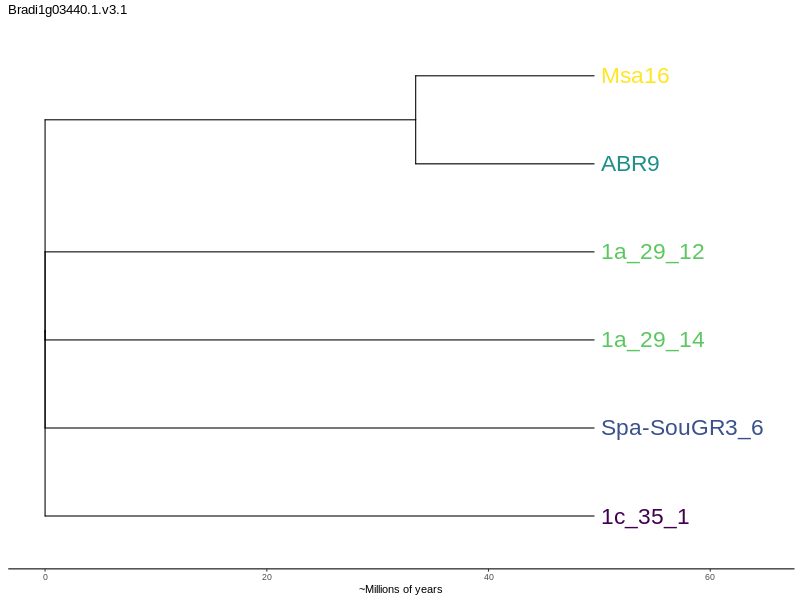 Bradi1g03440.1.v3.1
Msa16
ABR9
1a_29_12
1a_29_14
Spa-SouGR3_6
1c_35_1
0 20 40 60
~Millions of years